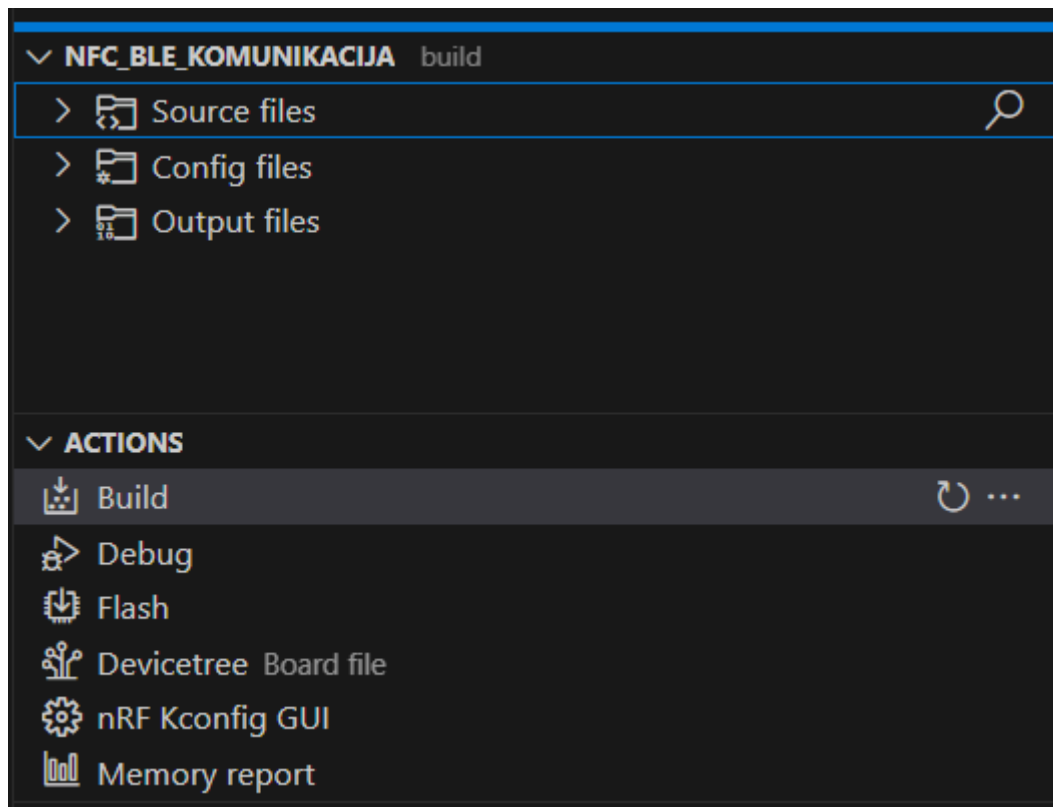 NFC_BLE_KOMUNIKACIJA build
Source files
Config files
Output files
ACTIONS
Build
Debug
Flash
Devicetree Board file
nRF Kconfig GUI
Memory report